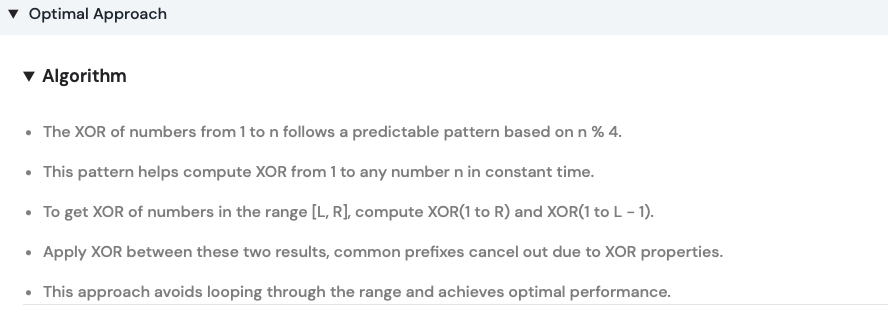 Optimal Approach
Algorithm
The XOR of numbers from 1 to n follows a predictable pattern based on n % 4.
This pattern helps compute XOR from 1 to any number n in constant time.
To get XOR of numbers in the range [L, R], compute XOR(1 to R) and XOR(1 to L - 1).
Apply XOR between these two results, common prefixes cancel out due to XOR properties.
This approach avoids looping through the range and achieves optimal performance.